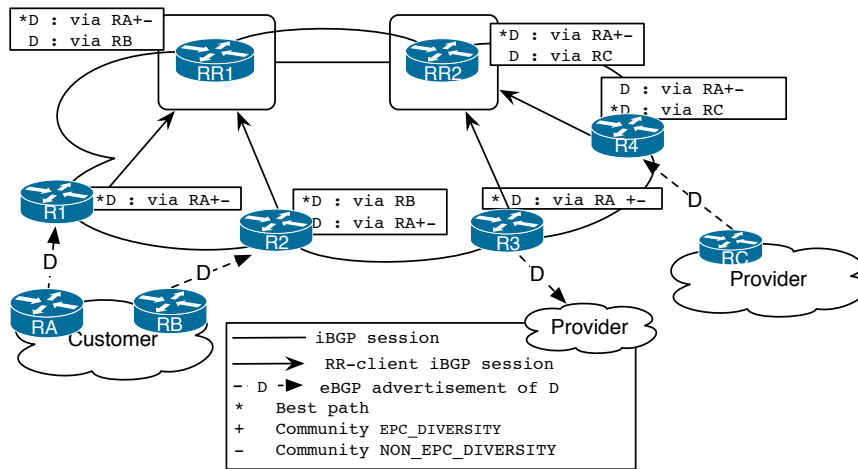 *D : via RA+-
D : via RB
RR1
RR2
*D : via RA+-
D : via RC
D : via RA+-
*D : via RC
R4
R1
*D : via RA+-
R2
*D : via RB
D : via RA+-
R3
*D : via RA +-
D
D
D
D
RA
RB
Customer
Provider
RC
Provider
iBGP session
RR-client iBGP session
- D - eBGP advertisement of D
* Best path
+ Community EPC_DIVERSITY
- Community NON_EPC_DIVERSITY